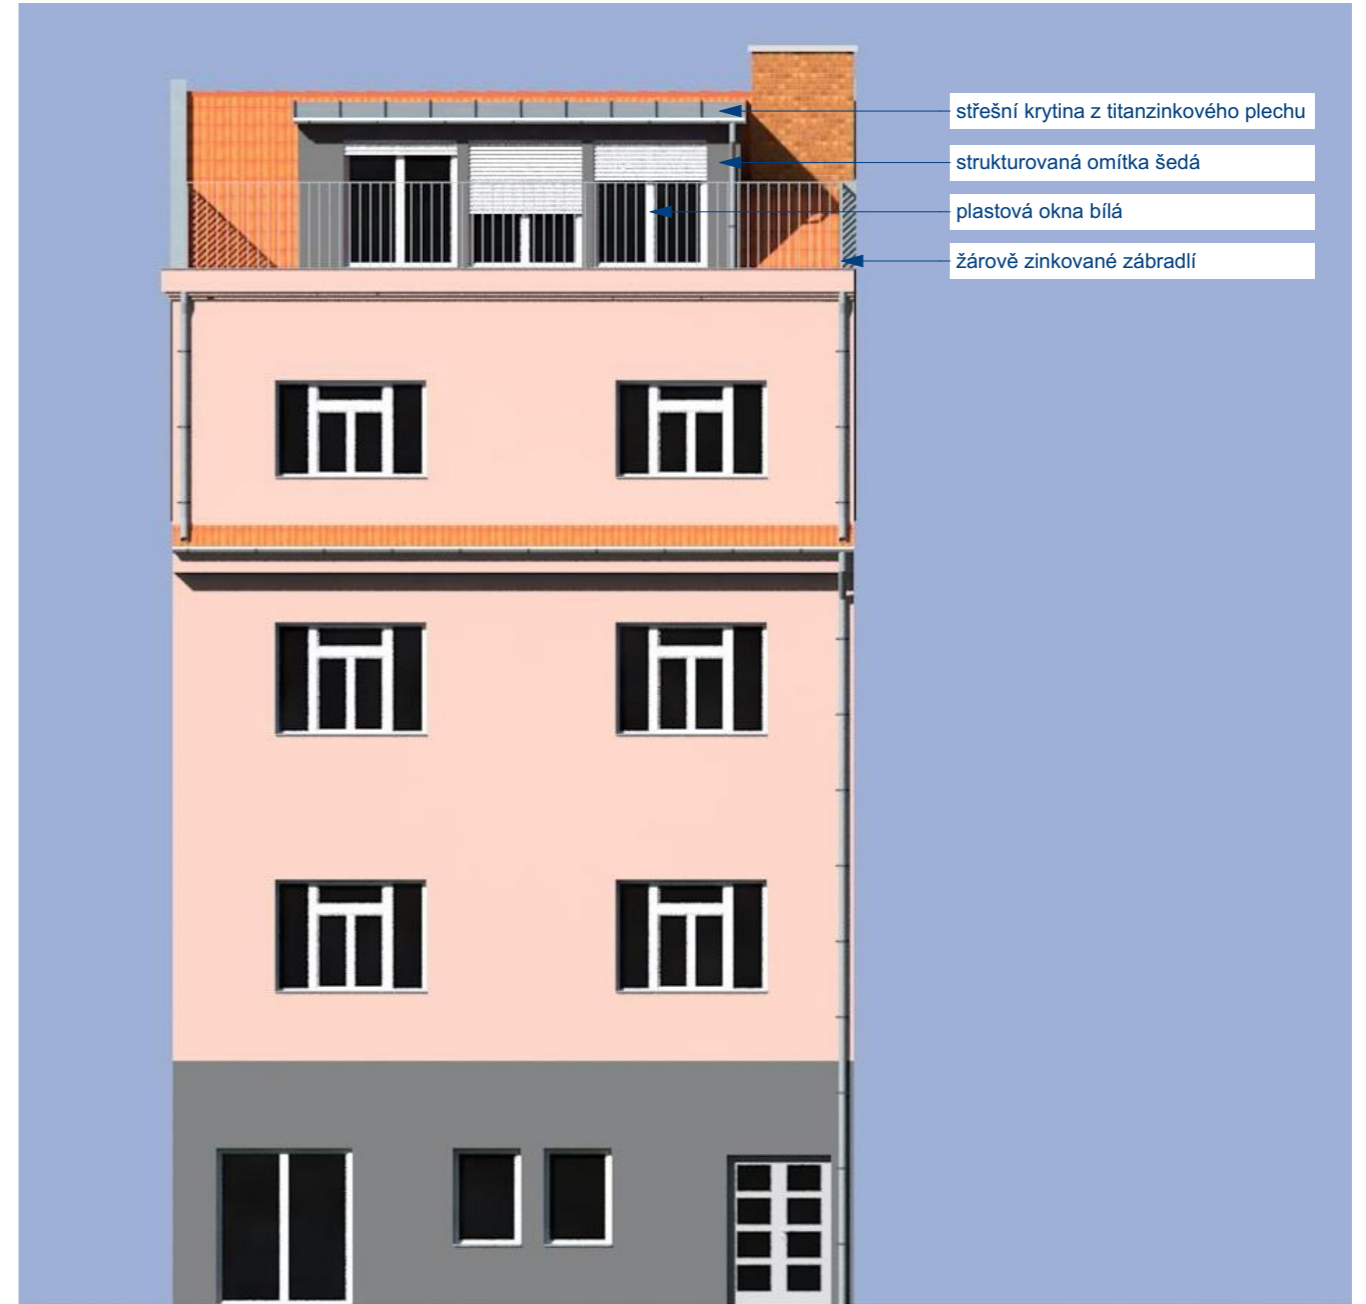 střešní krytina z titanzinkového plechu
strukturovaná omítka šedá
plastová okna bílá
žárově zinkované zábradlí